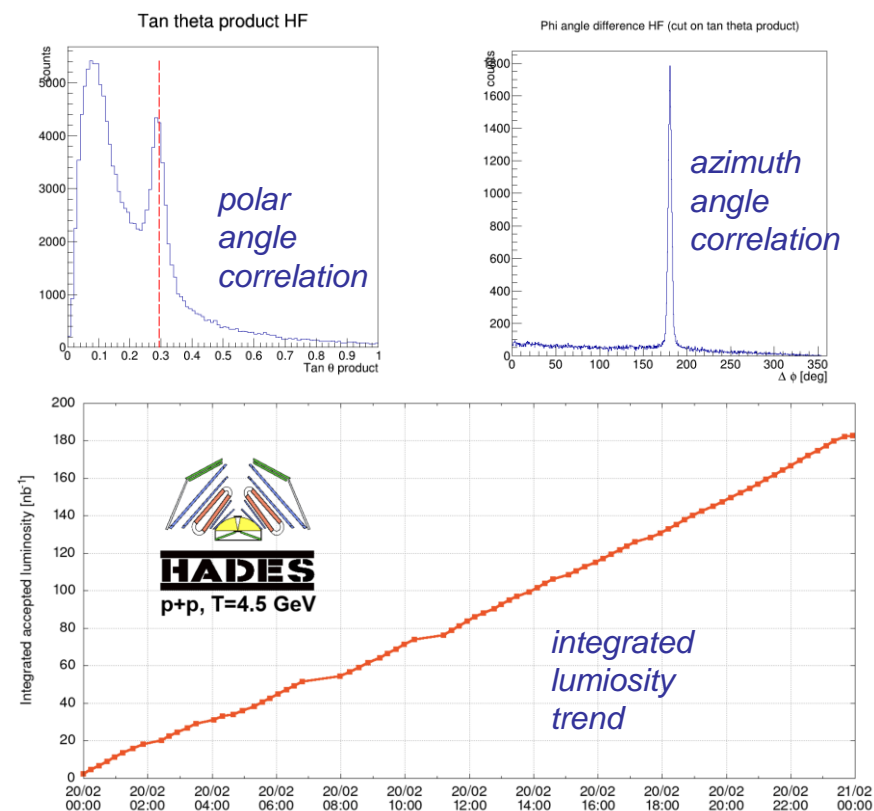 Tan theta product HF
counts
5000
4000
3000
2000
1000
0
0 0.1 0.2 0.3 0.4 0.5 0.6 0.7 0.8 0.9 1
Tan θ product
polar
angle
correlation
Phi angle difference HF (cut on tan theta product)
counts
1800
1600
1400
1200
1000
800
600
400
200
0
0 50 100 150 200 250 300 350
Δ ϕ [deg]
azimuth
angle
correlation
Integrated accepted luminosity [nb⁻¹]
200
180
160
140
120
100
80
60
40
20
0
HADES
p+p, T=4.5 GeV
integrated
lumiosity
trend
20/02 20/02 20/02 20/02 20/02 20/02 20/02 20/02 20/02 20/02 20/02 20/02 21/02
00:00 02:00 04:00 06:00 08:00 10:00 12:00 14:00 16:00 18:00 20:00 22:00 00:00